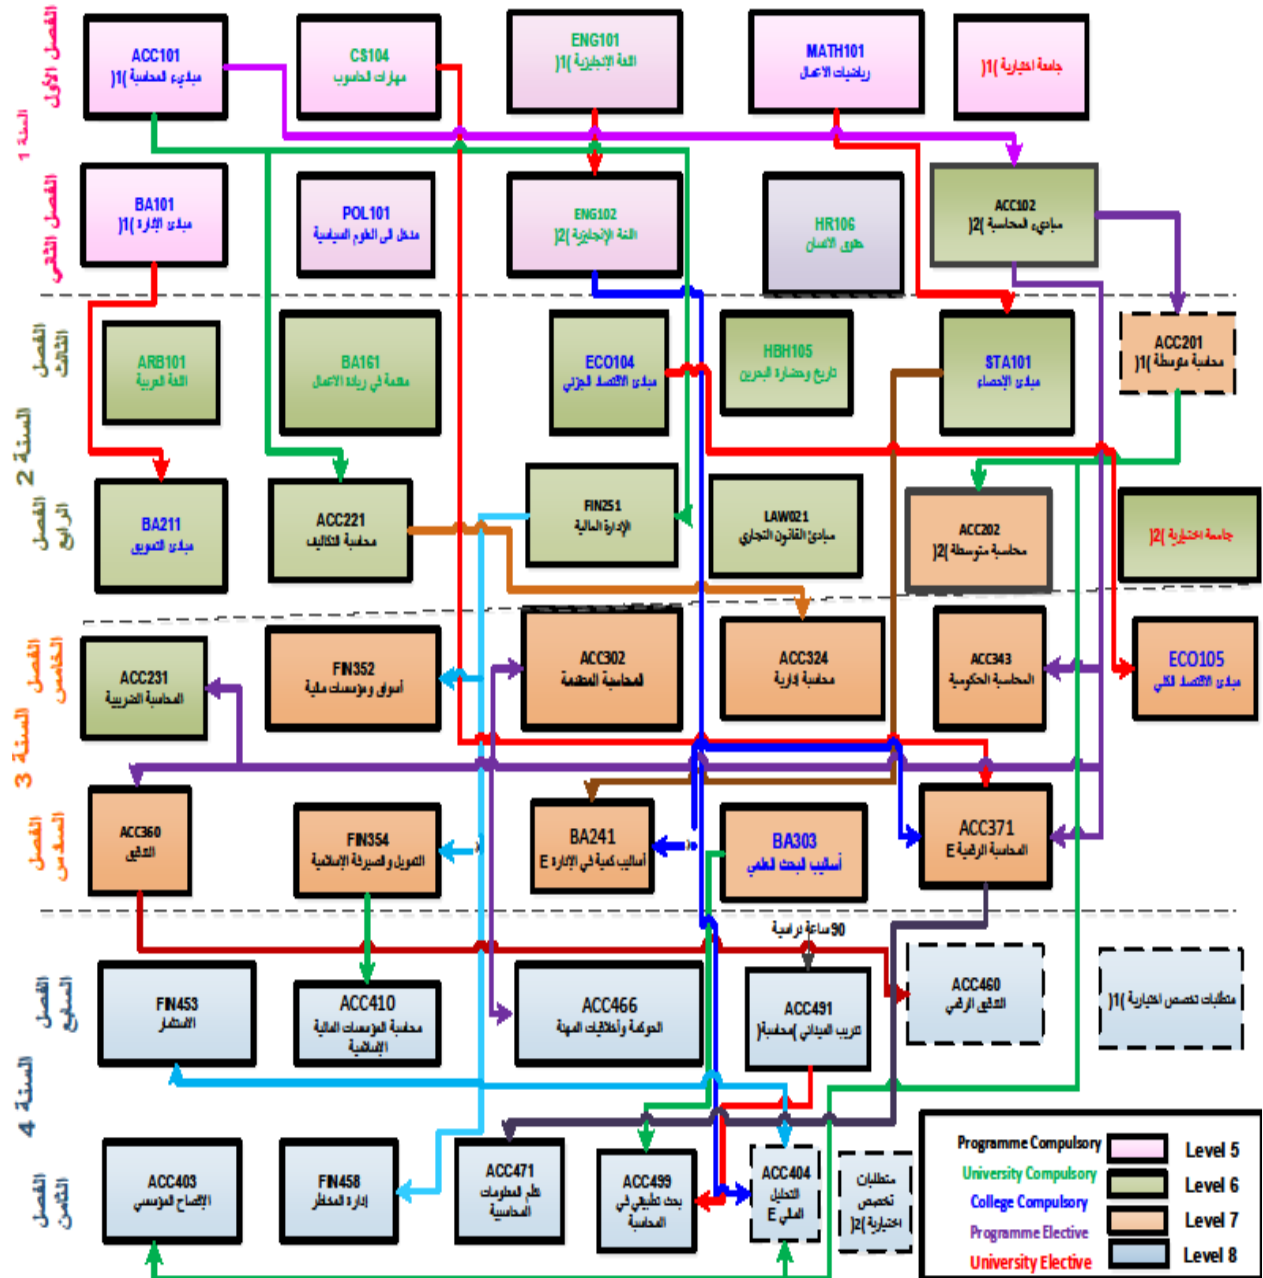 الفصل الأول
ACC101
مباديء المحاسبة )1(
CS104
مهارات الحاسوب
ENG101
اللغة الإنجليزية )1(
MATH101
رياضيات الاعمال
جامعة اختيارية )1(
السنة 1
الفصل الثاني
BA101
مبادئ الإدارة )1(
POL101
مدخل الى العلوم السياسية
ENG102
اللغة الإنجليزية )2(
HR106
حقوق الانسان
ACC102
مباديء المحاسبة )2(
الفصل الثالث
ARB101
اللغة العربية
BA161
مقدمة في ريادة الاعمال
ECO104
مبادئ الاقتصاد الجزئي
HBH105
تاريخ وحضارة البحرين
STA101
مبادئ الإحصاء
ACC201
محاسبة متوسطة )1(
السنة 2
الفصل الرابع
BA211
مبادئ التسويق
ACC221
محاسبة التكاليف
FIN251
الإدارة المالية
LAW021
مبادئ القانون التجاري
ACC202
محاسبة متوسطة )2(
جامعة اختيارية )2(
الفصل الخامس
ACC231
المحاسبة الضريبية
FIN352
أسواق ومؤسسات مالية
ACC302
المحاسبة المتقدمة
ACC324
محاسبة إدارية
ACC343
المحاسبة الحكومية
ECO105
مبادئ الاقتصاد الكلي
السنة 3
الفصل السادس
ACC360
التدقيق
FIN354
التمويل والصيرفة الإسلامية
BA241
أساليب كمية في الإدارة E
BA303
أساليب البحث العلمي
ACC371
المحاسبة الرقمية E
90 ساعة دراسية
الفصل السابع
FIN453
الاستثمار
ACC410
محاسبة المؤسسات المالية
الإسلامية
ACC466
الحوكمة وأخلاقيات المهنة
ACC491
تدريب الميداني )محاسبة(
ACC460
التدقيق الرقمي
متطلبات تخصص اختيارية )1(
السنة 4
الفصل الثامن
ACC403
الإفصاح المؤسسي
FIN458
إدارة المخاطر
ACC471
نظم المعلومات
المحاسبية
ACC499
بحث تطبيقي في
المحاسبة
ACC404
التحليل
المالي E
متطلبات
تخصص
اختيارية )2(
Programme Compulsory
Level 5
University Compulsory
Level 6
College Compulsory
Level 7
Programme Elective
Level 8
University Elective